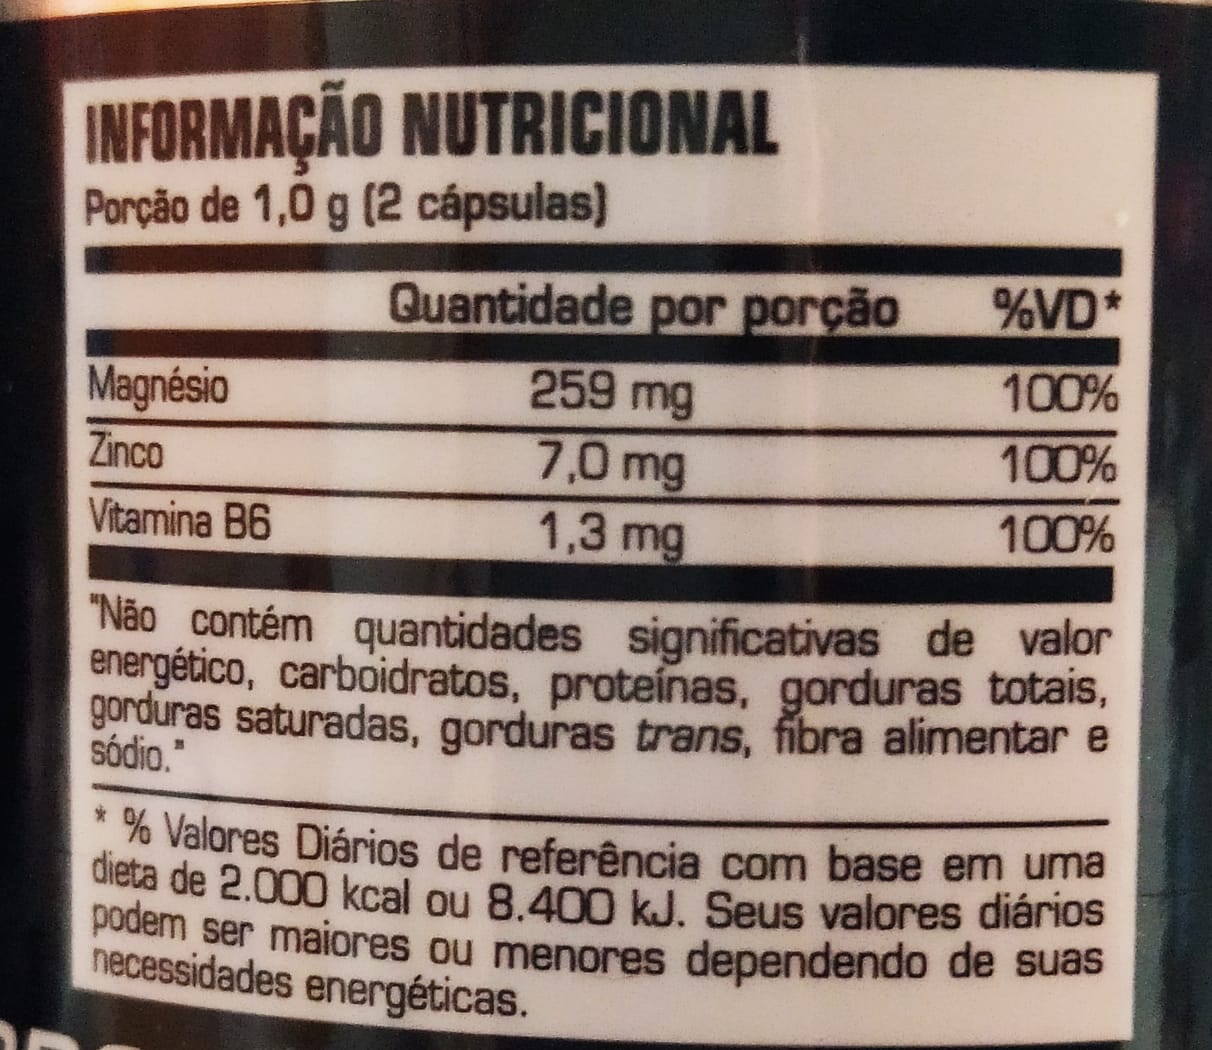 INFORMAÇÃO NUTRICIONAL
Porção de 1,0 g (2 cápsulas)
Quantidade por porção %VD*
Magnésio 259 mg 100%
Zinco 7,0 mg 100%
Vitamina B6 1,3 mg 100%
"Não contém quantidades significativas de valor
energético, carboidratos, proteínas, gorduras totais,
gorduras saturadas, gorduras trans, fibra alimentar e
sódio."
* % Valores Diários de referência com base em uma
dieta de 2.000 kcal ou 8.400 kJ. Seus valores diários
podem ser maiores ou menores dependendo de suas
necessidades energéticas.